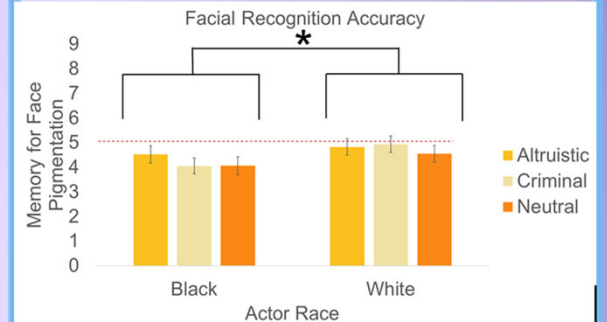 Facial Recognition Accuracy
*
Memory for Face
Pigmentation
9
8
7
6
5
4
3
2
1
0
Black
White
Actor Race
Altruistic
Criminal
Neutral